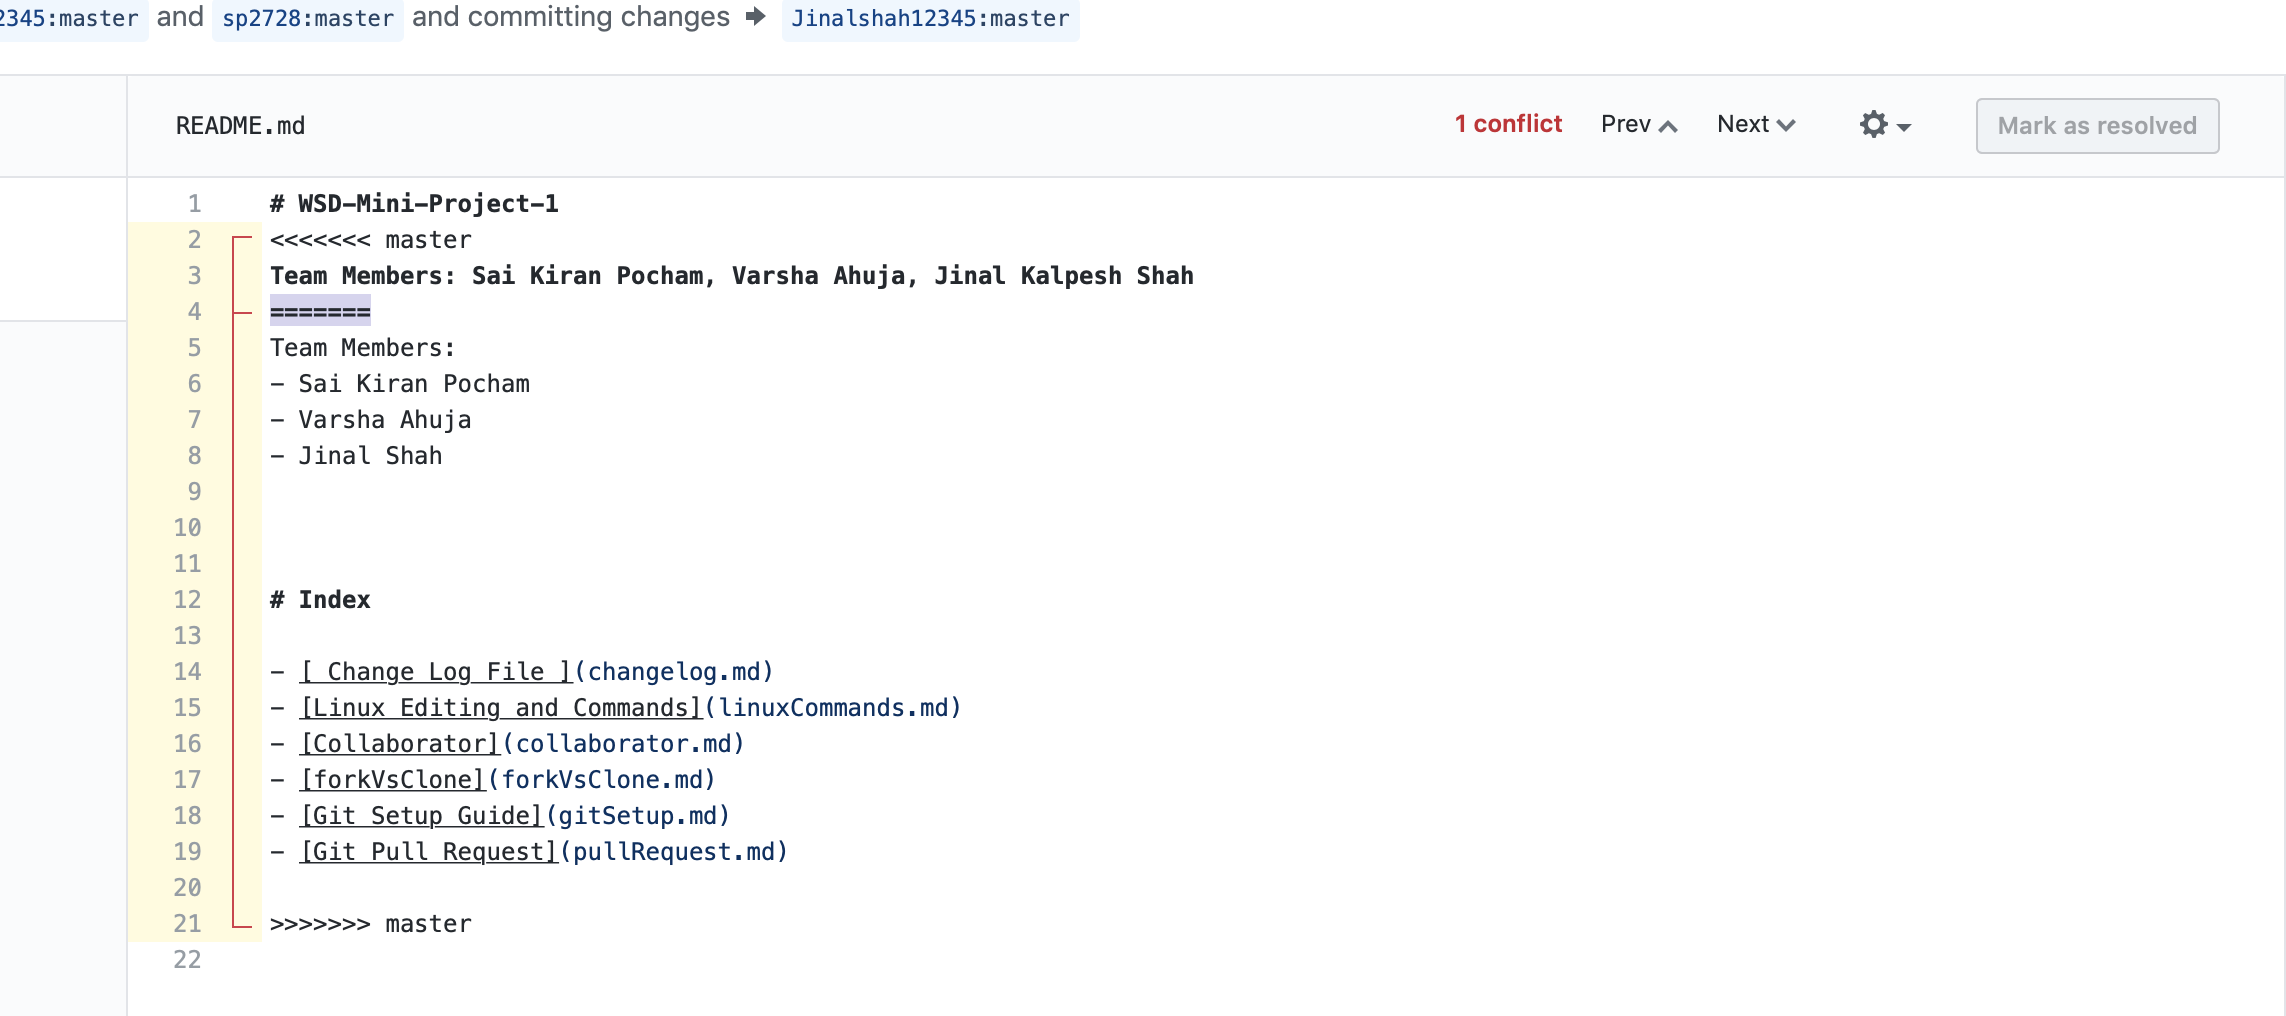 2345:master and sp2728:master and committing changes Jinalshah12345:master
README.md 1 conflict Prev Next Mark as resolved
1 # WSD-Mini-Project-1
2 <<<<<<< master
3 Team Members: Sai Kiran Pocham, Varsha Ahuja, Jinal Kalpesh Shah
4 =======
5 Team Members:
6 - Sai Kiran Pocham
7 - Varsha Ahuja
8 - Jinal Shah
9
10
11
12 # Index
13
14 - [ Change Log File ](changelog.md)
15 - [Linux Editing and Commands](linuxCommands.md)
16 - [Collaborator](collaborator.md)
17 - [forkVsClone](forkVsClone.md)
18 - [Git Setup Guide](gitSetup.md)
19 - [Git Pull Request](pullRequest.md)
20
21 >>>>>>> master
22